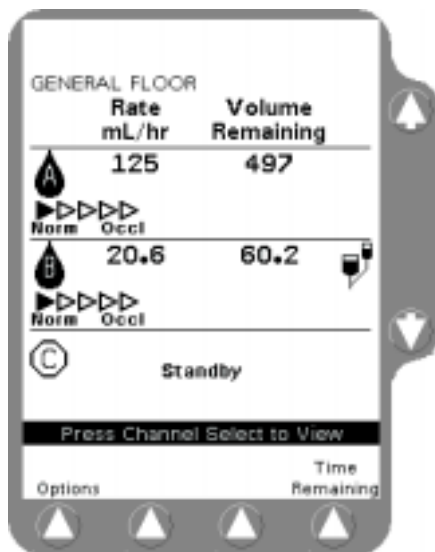 GENERAL FLOOR
Rate Volume
mL/hr Remaining
A 125 497
Norm Occl
B 20.6 60.2
Norm Occl
C Standby
Press Channel Select to View
Time
Options Remaining